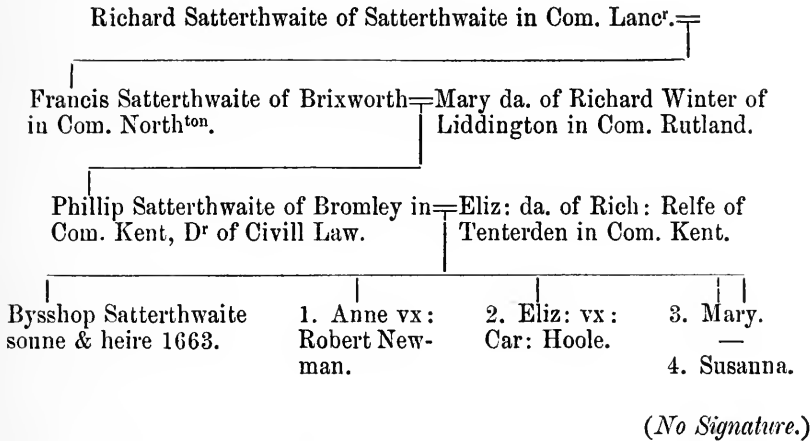 Richard Satterthwaite of Satterthwaite in Com. Lancʳ.
Francis Satterthwaite of Brixworth
in Com. Northᵗᵒⁿ.
Mary da. of Richard Winter of
Liddington in Com. Rutland.
Phillip Satterthwaite of Bromley in
Com. Kent, Dʳ of Civill Law.
Eliz: da. of Rich: Relfe of
Tenterden in Com. Kent.
Bysshop Satterthwaite
sonne & heire 1663.
1. Anne vx:
Robert New-
man.
2. Eliz: vx:
Car: Hoole.
3. Mary.
4. Susanna.
(No Signature.)